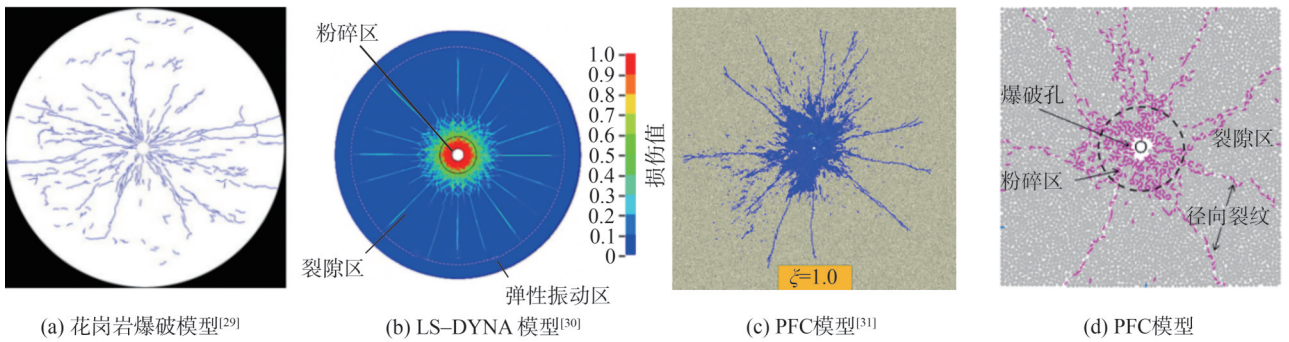 粉碎区
裂隙区
弹性振动区
1.0
0.9
0.8
0.7
0.6
0.5
0.4
0.3
0.2
0.1
0
损伤值
ξ=1.0
爆破孔
裂隙区
粉碎区
径向裂纹
(a) 花岗岩爆破模型[29]
(b) LS–DYNA 模型[30]
(c) PFC模型[31]
(d) PFC模型